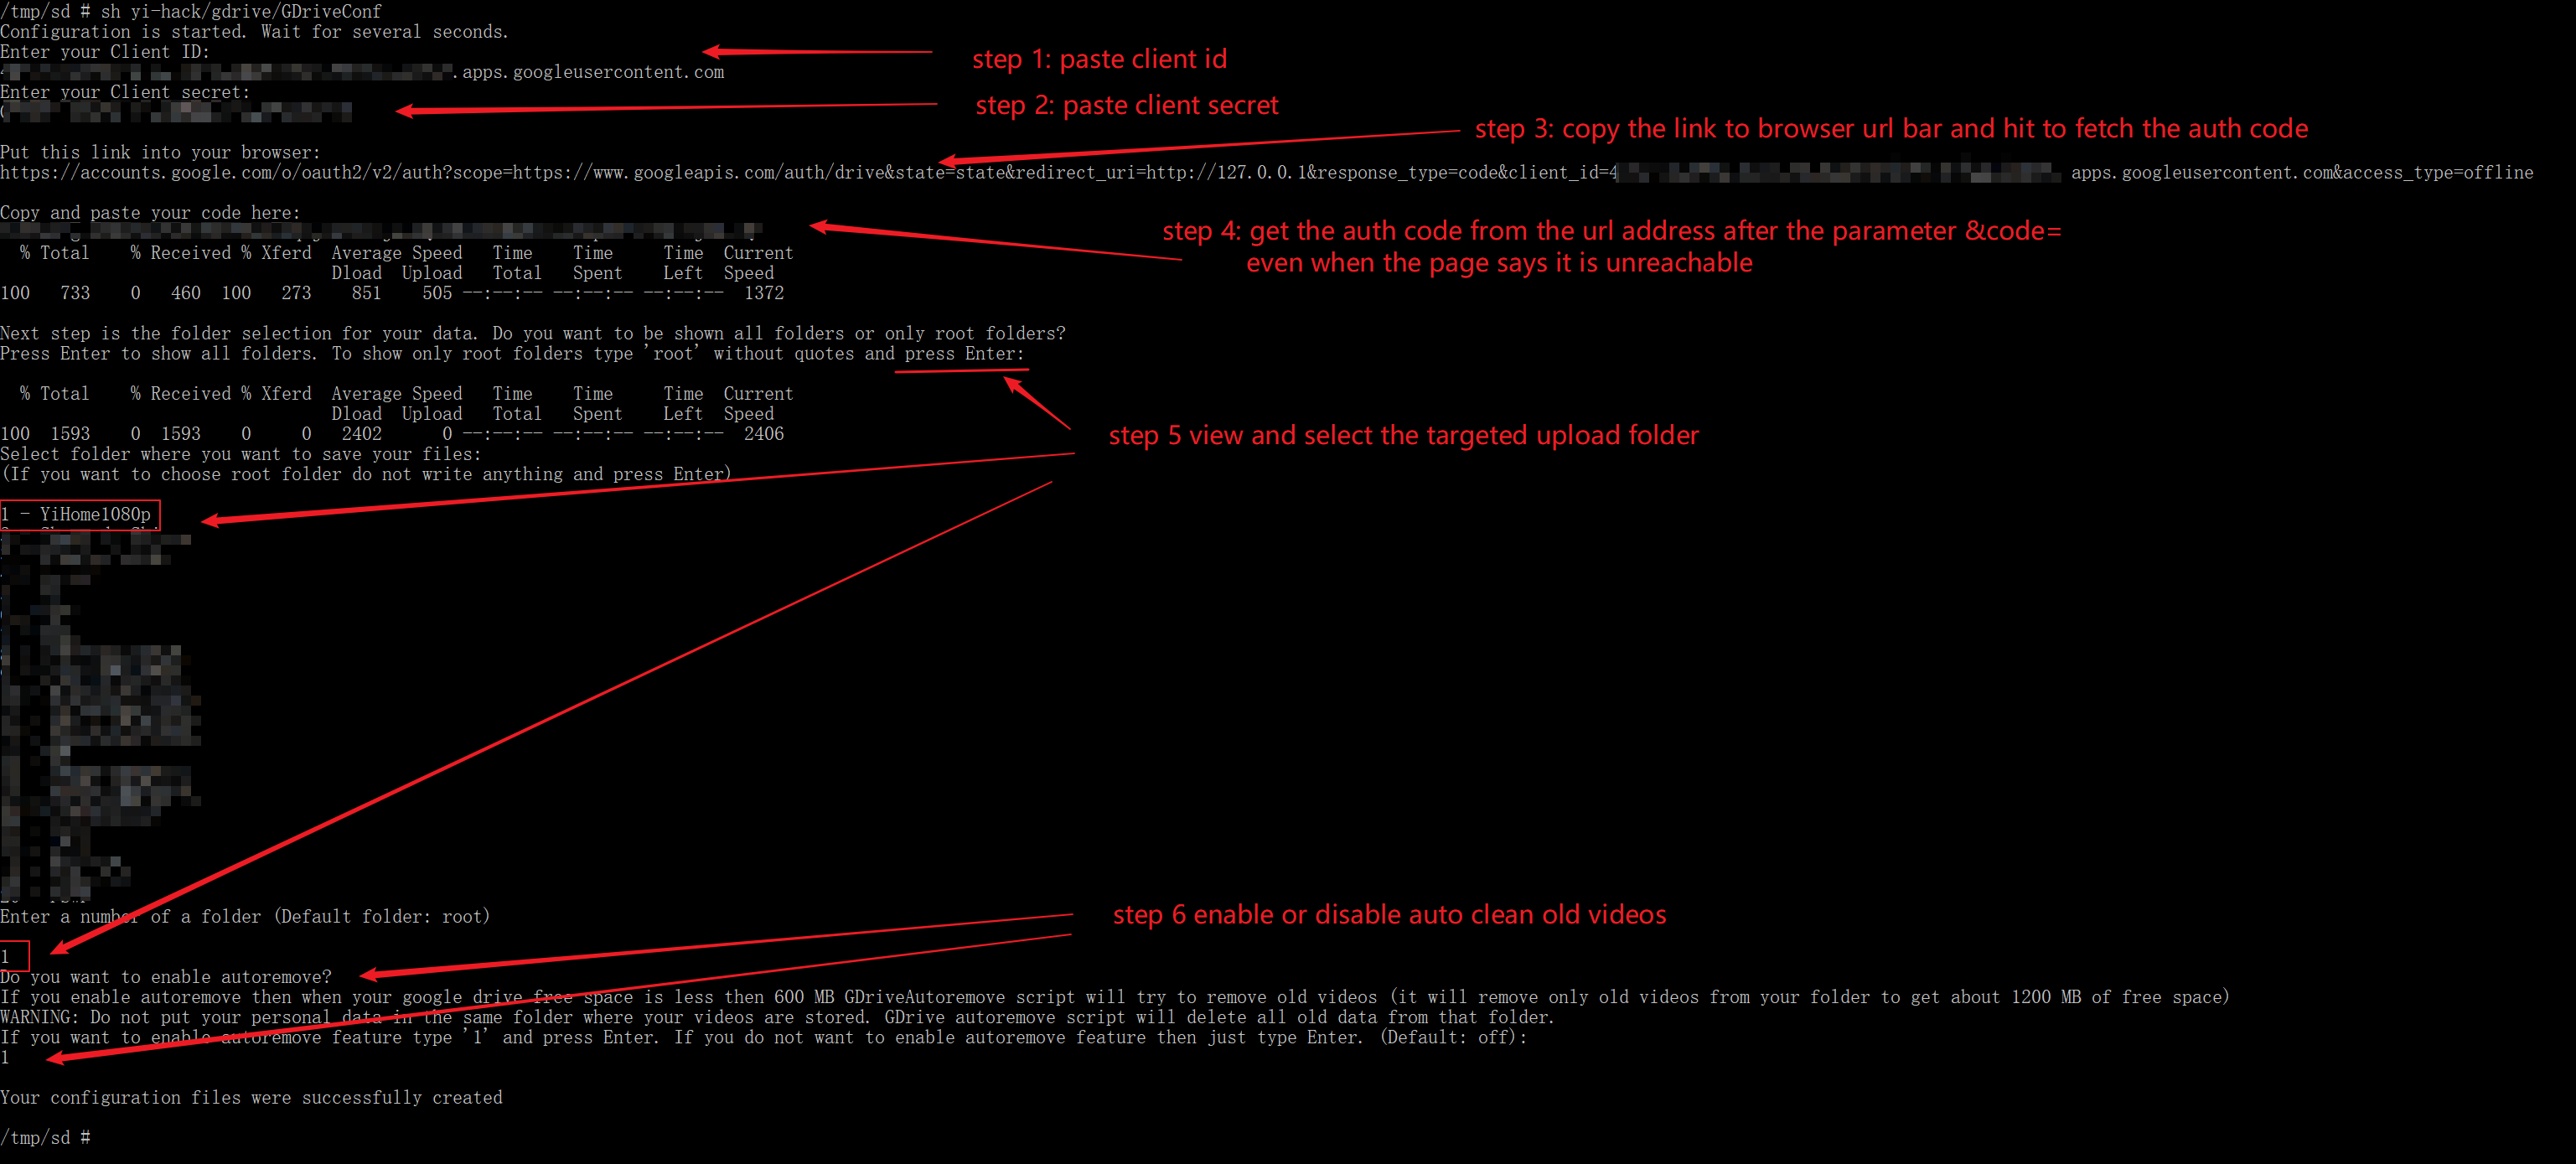 /tmp/sd # sh yi-hack/gdrive/GDriveConf
Configuration is started. Wait for several seconds.
Enter your Client ID:
step 1: paste client id
.apps.googleusercontent.com
Enter your Client secret:
step 2: paste client secret
step 3: copy the link to browser url bar and hit to fetch the auth code
Put this link into your browser:
https://accounts.google.com/o/oauth2/v2/auth?scope=https://www.googleapis.com/auth/drive&state=state&redirect_uri=http://127.0.0.1&response_type=code&client_id=4 apps.googleusercontent.com&access_type=offline
Copy and paste your code here:
step 4: get the auth code from the url address after the parameter &code=
even when the page says it is unreachable
% Total % Received % Xferd Average Speed Time Time Time Current
Dload Upload Total Spent Left Speed
100 733 0 460 100 273 851 505 --:--:-- --:--:-- --:--:-- 1372
Next step is the folder selection for your data. Do you want to be shown all folders or only root folders?
Press Enter to show all folders. To show only root folders type 'root' without quotes and press Enter:
% Total % Received % Xferd Average Speed Time Time Time Current
Dload Upload Total Spent Left Speed
100 1593 0 1593 0 0 2402 0 --:--:-- --:--:-- --:--:-- 2406
step 5 view and select the targeted upload folder
Select folder where you want to save your files:
(If you want to choose root folder do not write anything and press Enter)
1 - YiHome1080p
Enter a number of a folder (Default folder: root)
step 6 enable or disable auto clean old videos
1
Do you want to enable autoremove?
If you enable autoremove then when your google drive free space is less then 600 MB GDriveAutoremove script will try to remove old videos (it will remove only old videos from your folder to get about 1200 MB of free space)
WARNING: Do not put your personal data in the same folder where your videos are stored. GDrive autoremove script will delete all old data from that folder.
If you want to enable autoremove feature type '1' and press Enter. If you do not want to enable autoremove feature then just type Enter. (Default: off):
1
Your configuration files were successfully created
/tmp/sd #